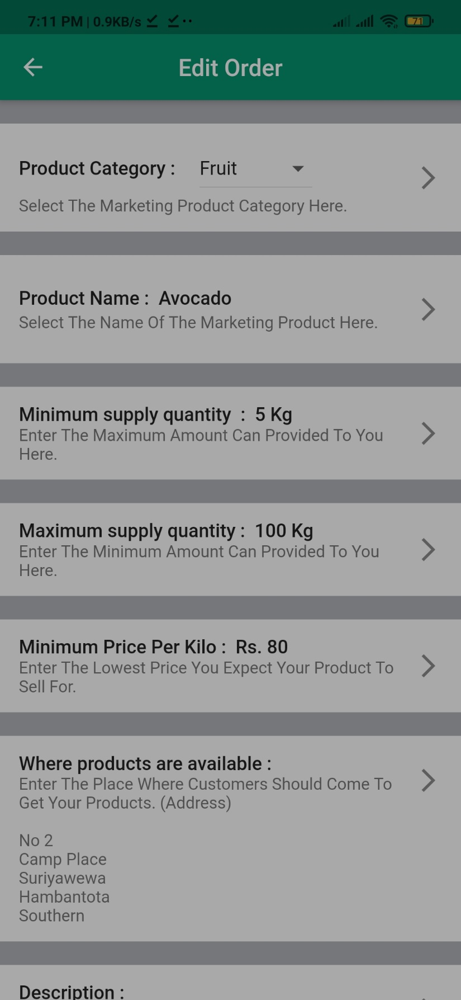 7:11 PM | 0.9KB/s
71
Edit Order
Product Category :
Fruit
Select The Marketing Product Category Here.
Product Name : Avocado
Select The Name Of The Marketing Product Here.
Minimum supply quantity : 5 Kg
Enter The Maximum Amount Can Provided To You
Here.
Maximum supply quantity : 100 Kg
Enter The Minimum Amount Can Provided To You
Here.
Minimum Price Per Kilo : Rs. 80
Enter The Lowest Price You Expect Your Product To
Sell For.
Where products are available :
Enter The Place Where Customers Should Come To
Get Your Products. (Address)
No 2
Camp Place
Suriyawewa
Hambantota
Southern
Description :